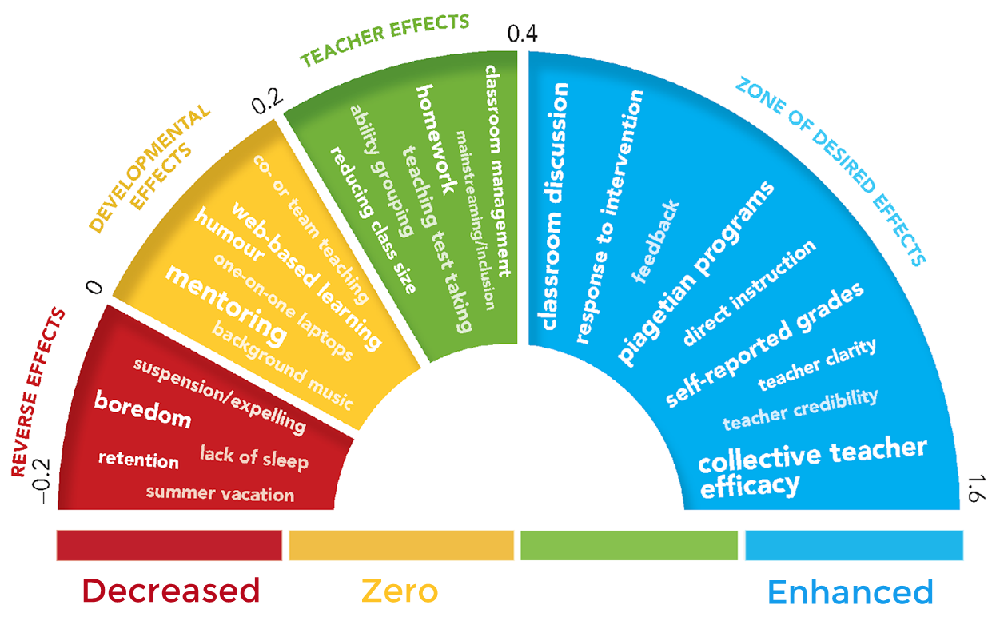 REVERSE EFFECTS
−0.2
suspension/expelling
boredom
retention
lack of sleep
summer vacation
0
DEVELOPMENTAL
EFFECTS
co- or team teaching
web-based learning
humour
one-on-one laptops
mentoring
background music
0.2
TEACHER EFFECTS
reducing class size
ability grouping
teaching test taking
homework
mainstreaming/inclusion
classroom management
0.4
ZONE OF DESIRED EFFECTS
classroom discussion
response to intervention
feedback
piagetian programs
direct instruction
self-reported grades
teacher clarity
teacher credibility
collective teacher
efficacy
1.6
Decreased
Zero
Enhanced